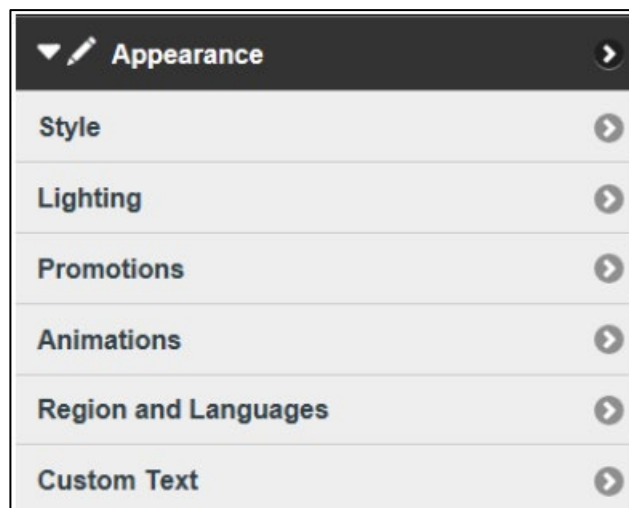 Appearance
Style
Lighting
Promotions
Animations
Region and Languages
Custom Text